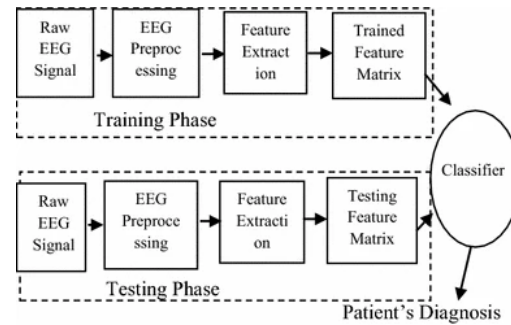 Raw
EEG
Signal
EEG
Preproc
essing
Feature
Extract
ion
Trained
Feature
Matrix
Training Phase
Classifier
Raw
EEG
Signal
EEG
Preproce
ssing
Feature
Extracti
on
Testing
Feature
Matrix
Testing Phase
Patient's Diagnosis